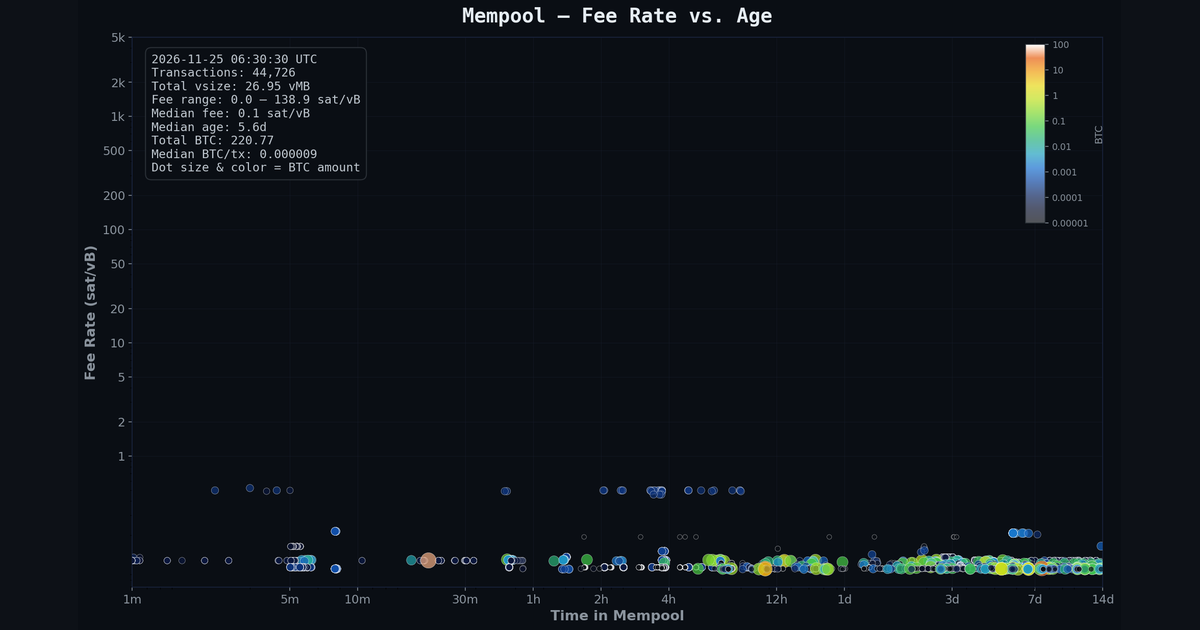 Mempool — Fee Rate vs. Age
2026-11-25 06:30:30 UTC
Transactions: 44,726
Total vsize: 26.95 vMB
Fee range: 0.0 — 138.9 sat/vB
Median fee: 0.1 sat/vB
Median age: 5.6d
Total BTC: 220.77
Median BTC/tx: 0.000009
Dot size & color = BTC amount
100
10
1
0.1
0.01
0.001
0.0001
0.00001
BTC
Fee Rate (sat/vB)
5k
2k
1k
500
200
100
50
20
10
5
2
1
1m 5m 10m 30m 1h 2h 4h 12h 1d 3d 7d 14d
Time in Mempool